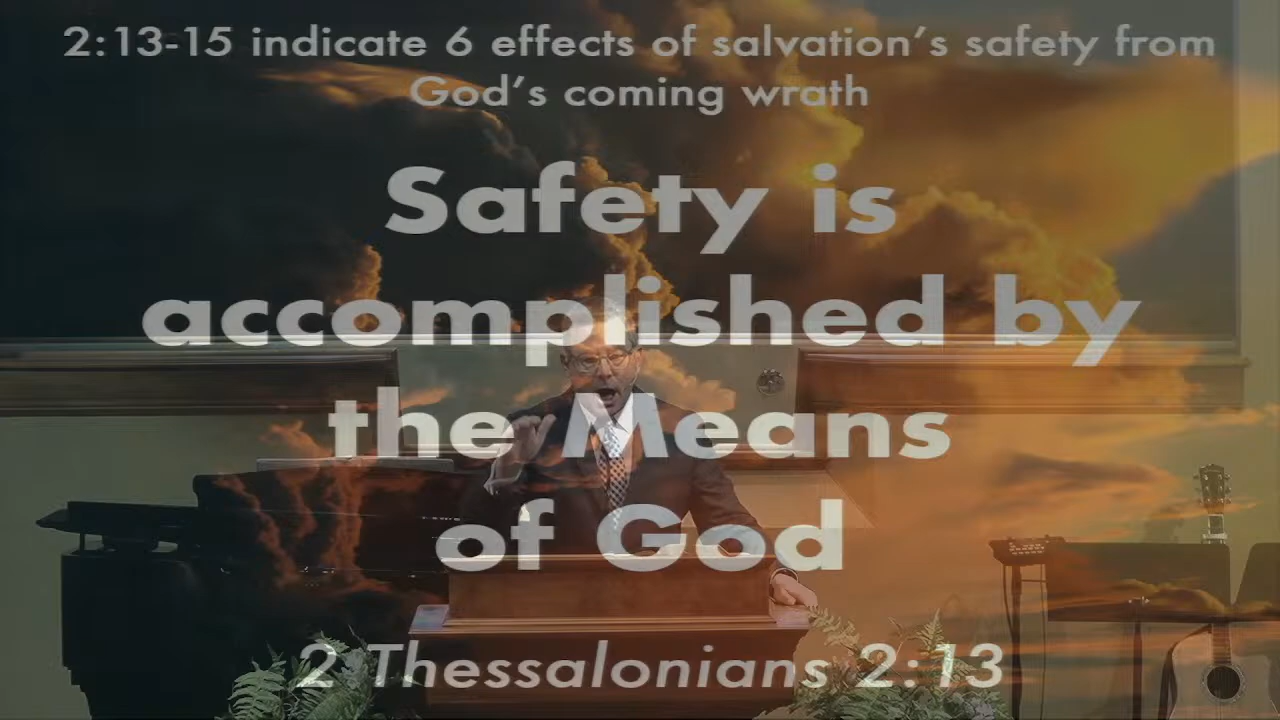 2:13-15 indicate 6 effects of salvation’s safety from
God’s coming wrath
Safety is
accomplished by
the Means
of God
2 Thessalonians 2:13